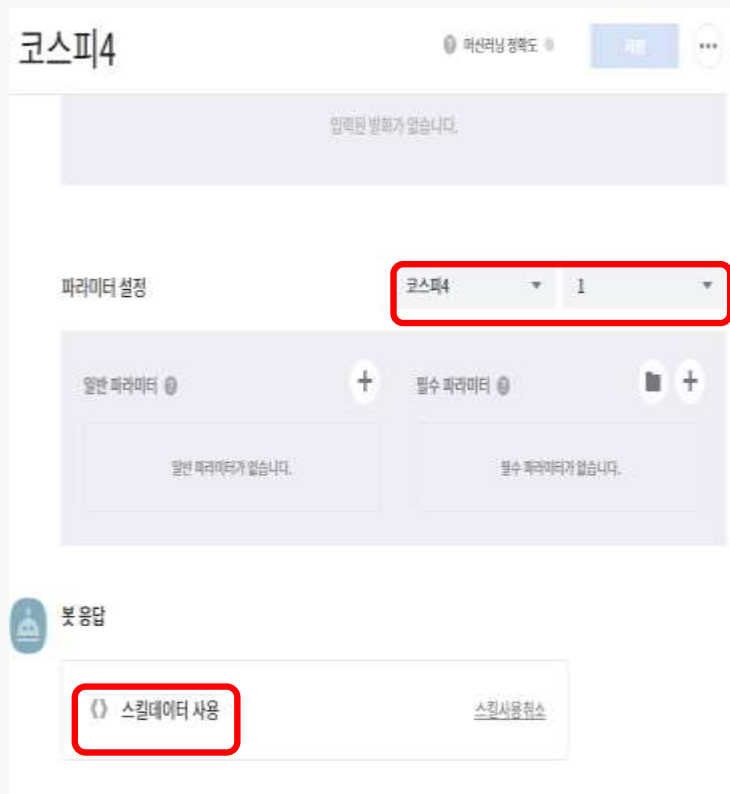 코스피4
머신러닝 정확도
저장
입력된 발화가 없습니다.
파라미터 설정
코스피4
1
일반 파라미터
필수 파라미터
일반 파라미터가 없습니다.
필수 파라미터가 없습니다.
봇 응답
스킬데이터 사용
스킬사용취소